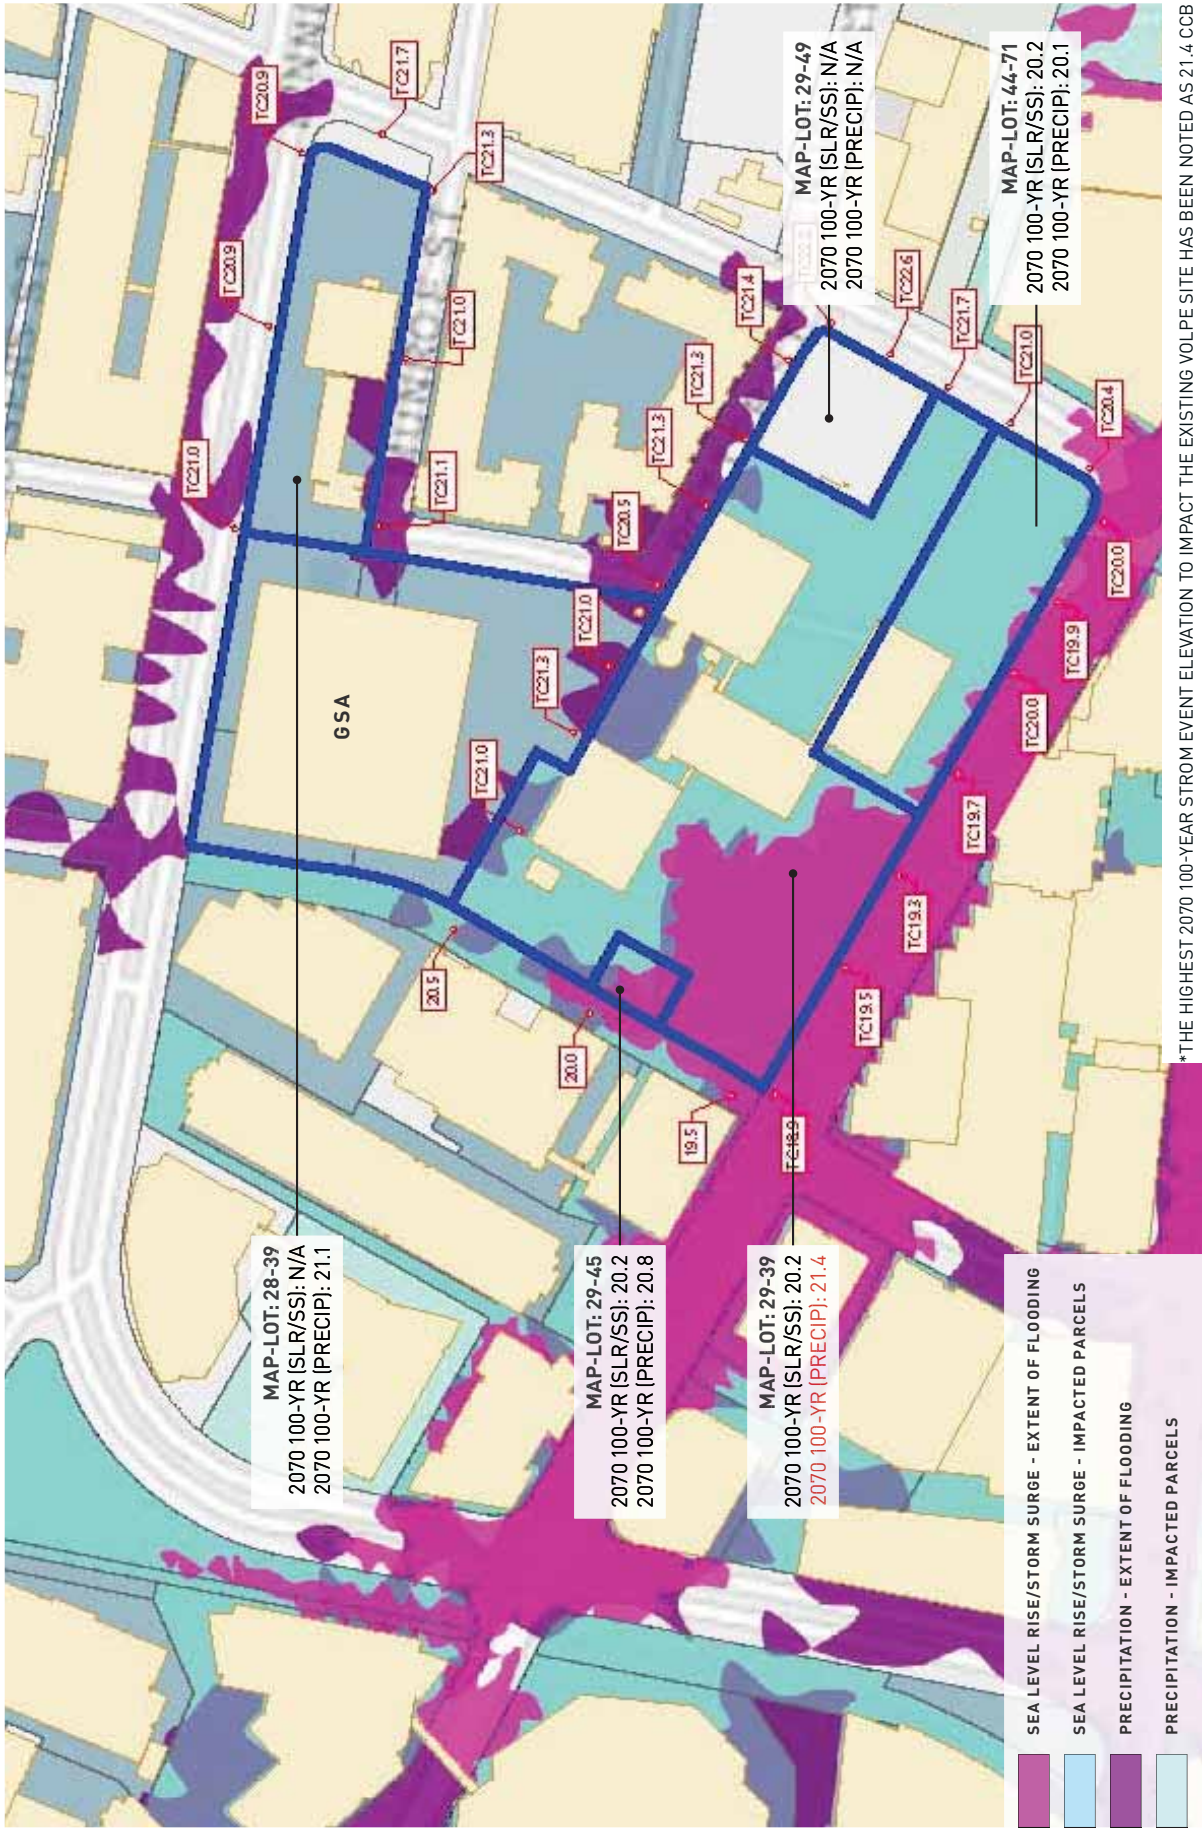 TC21.0
TC20.9
TC20.9
MAP-LOT: 28-39
2070 100-YR (SLR/SS): N/A
2070 100-YR (PRECIP): 21.1
GSA
TC21.7
MUNROE ST
20.5
TC21.1
TC21.0
TC21.3
TC21.0
TC21.3
TC21.0
20.0
MAP-LOT: 29-45
2070 100-YR (SLR/SS): 20.2
2070 100-YR (PRECIP): 20.8
TC20.5
TC21.3
TC21.3
TC21.4
19.5
MAP-LOT: 29-39
2070 100-YR (SLR/SS): 20.2
2070 100-YR (PRECIP): 21.4
TC18.9
MAP-LOT: 29-49
2070 100-YR (SLR/SS): N/A
2070 100-YR (PRECIP): N/A
TC19.5
TC19.3
TC22.6
TC19.7
TC21.7
TC20.0
TC21.0
MAP-LOT: 44-71
2070 100-YR (SLR/SS): 20.2
2070 100-YR (PRECIP): 20.1
TC19.9
TC20.0
TC20.4
SEA LEVEL RISE/STORM SURGE - EXTENT OF FLOODING
SEA LEVEL RISE/STORM SURGE - IMPACTED PARCELS
PRECIPITATION - EXTENT OF FLOODING
PRECIPITATION - IMPACTED PARCELS
*THE HIGHEST 2070 100-YEAR STROM EVENT ELEVATION TO IMPACT THE EXISTING VOLPE SITE HAS BEEN NOTED AS 21.4 CCB